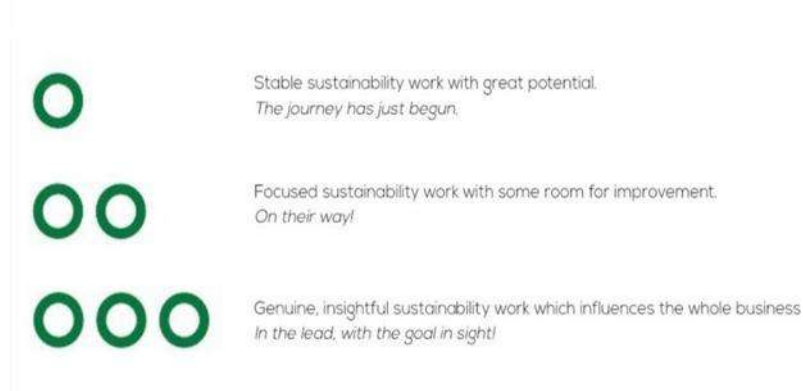 Stable sustainability work with great potential.
The journey has just begun.
Focused sustainability work with some room for improvement.
On their way!
Genuine, insightful sustainability work which influences the whole business
In the lead, with the goal in sight!